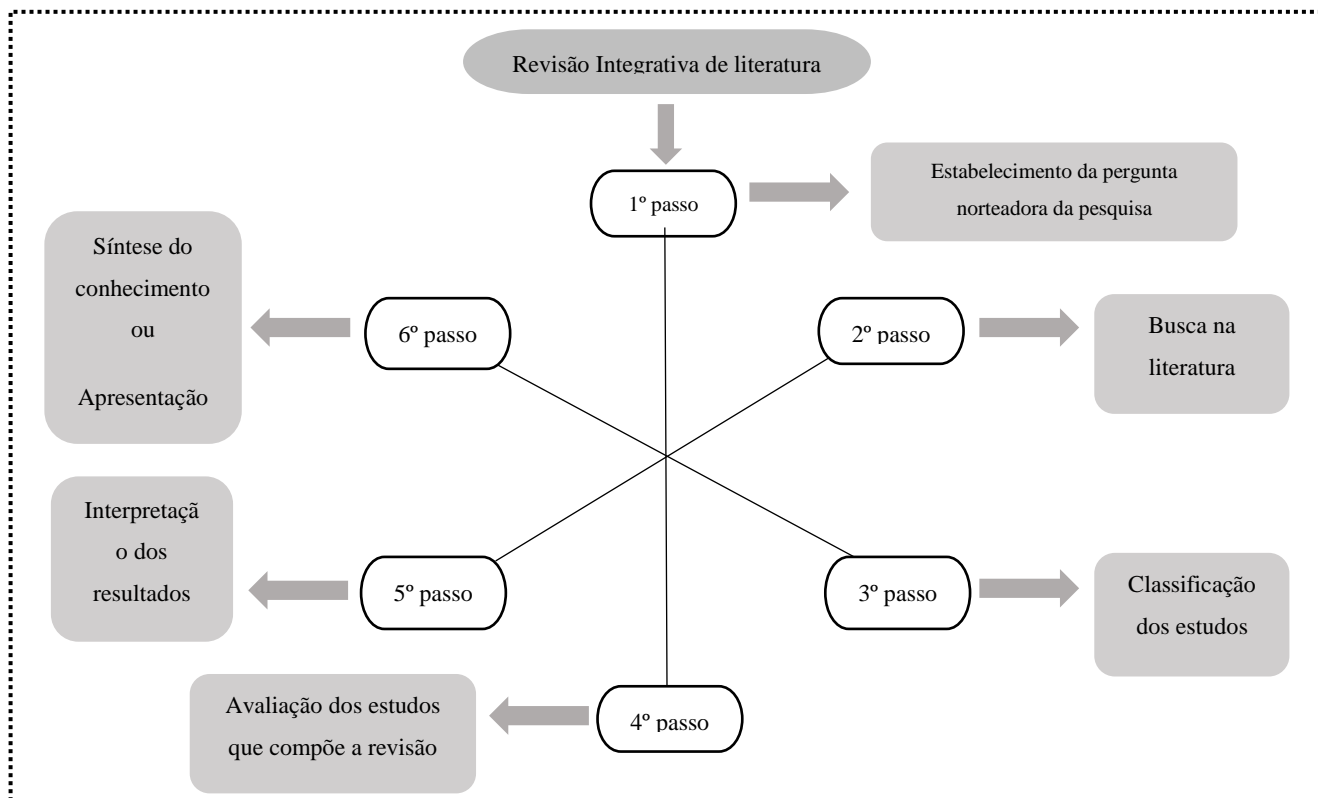 Revisão Integrativa de literatura
1º passo
Estabelecimento da pergunta
norteadora da pesquisa
2º passo
Busca na
literatura
3º passo
Classificação
dos estudos
4º passo
Avaliação dos estudos
que compõe a revisão
5º passo
Interpretaçã
o dos
resultados
6º passo
Síntese do
conhecimento
ou
Apresentação